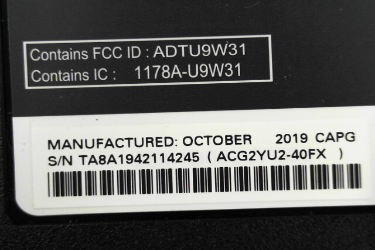 Contains FCC ID : ADTU9W31
Contains IC : 1178A-U9W31
MANUFACTURED: OCTOBER 2019 CAPG
S/N TA8A1942114245 ( ACG2YU2-40FX )